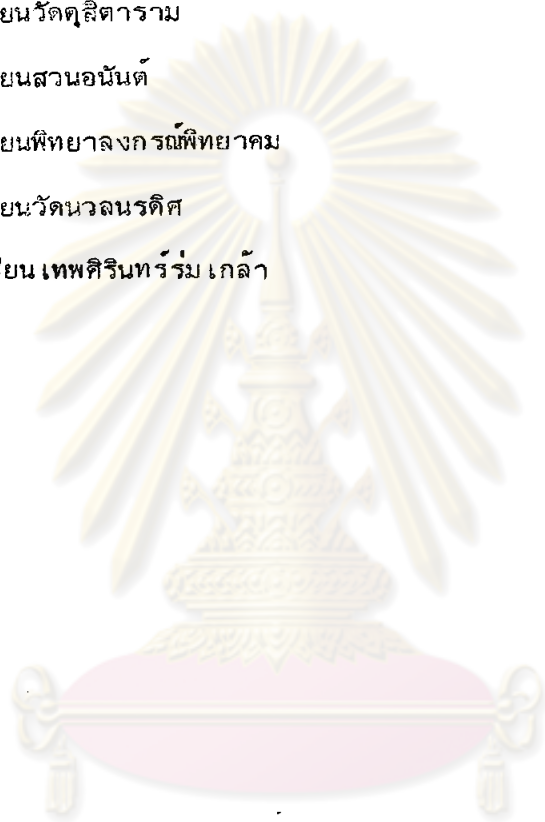 ยนวัดดุสิตาราม
ยนสวนอนันต์
ยนพิทยาลงกรณ์พิทยาคม
ยนวัดนวลนรดิศ
ียนเทพศิรินทร์ร่มเกล้า